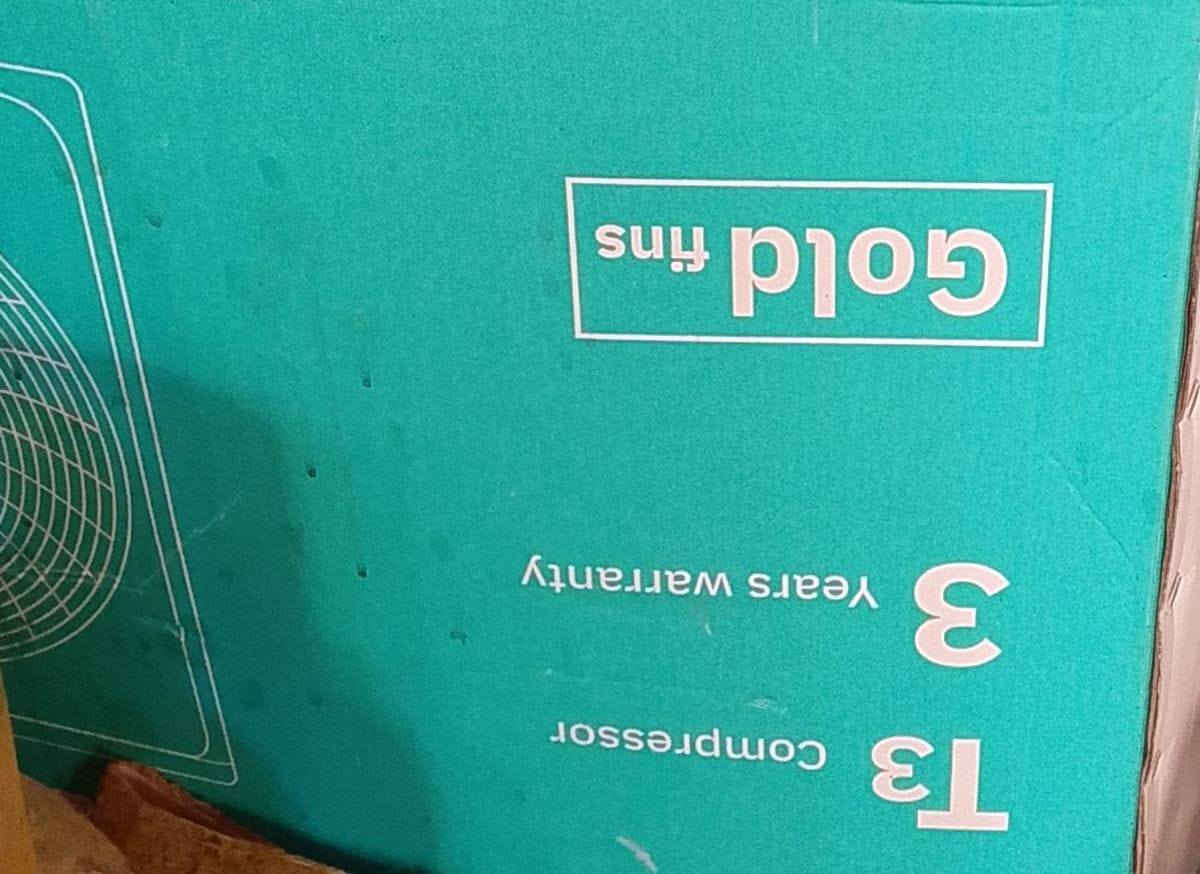 T3 Compressor
3 Years warranty
Gold fins